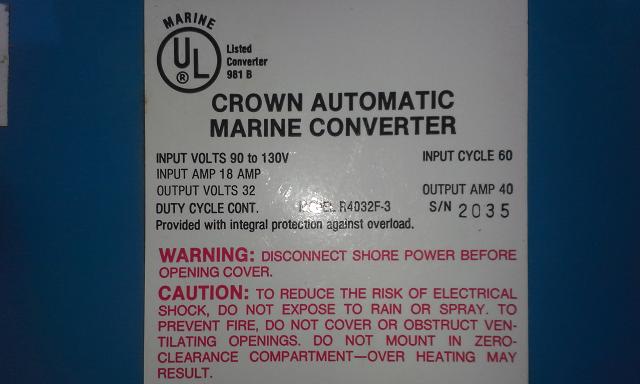 MARINE
UL
®
Listed
Converter
981 B
CROWN AUTOMATIC
MARINE CONVERTER
INPUT VOLTS 90 to 130V INPUT CYCLE 60
INPUT AMP 18 AMP
OUTPUT VOLTS 32 OUTPUT AMP 40
DUTY CYCLE CONT. MODEL R4032F-3 S/N 2035
Provided with integral protection against overload.
WARNING: DISCONNECT SHORE POWER BEFORE
OPENING COVER.
CAUTION: TO REDUCE THE RISK OF ELECTRICAL
SHOCK, DO NOT EXPOSE TO RAIN OR SPRAY. TO
PREVENT FIRE, DO NOT COVER OR OBSTRUCT VEN-
TILATING OPENINGS. DO NOT MOUNT IN ZERO-
CLEARANCE COMPARTMENT—OVER HEATING MAY
RESULT.